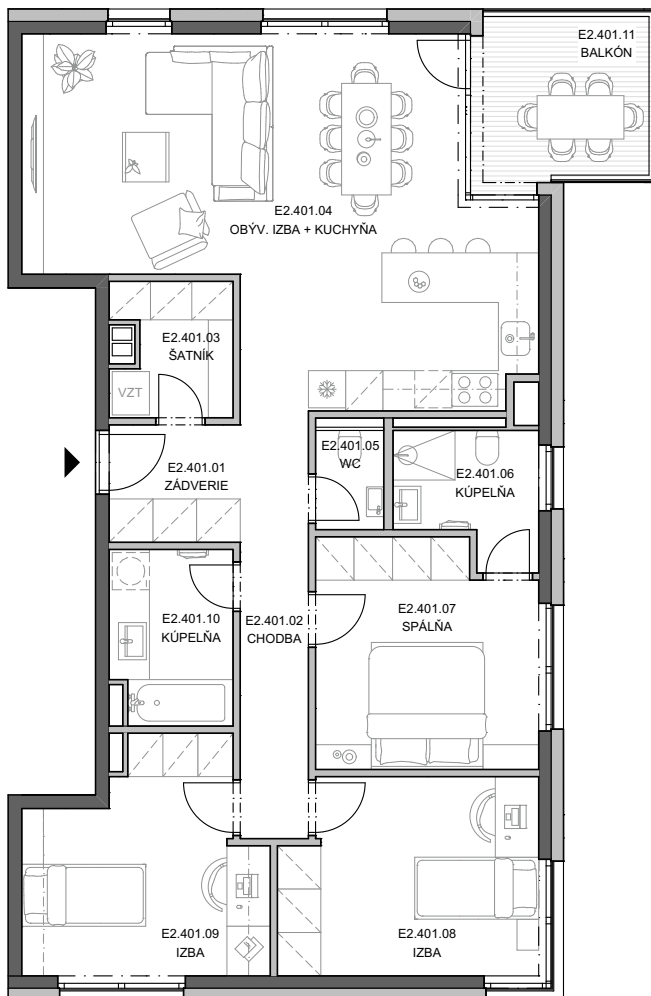 E2.401.11
BALKÓN
E2.401.04
OBÝV. IZBA + KUCHYŇA
E2.401.03
ŠATNÍK
VZT
E2.401.05
WC
E2.401.01
ZÁDVERIE
E2.401.06
KÚPELŇA
E2.401.10
KÚPELŇA
E2.401.02
CHODBA
E2.401.07
SPÁLŇA
E2.401.09
IZBA
E2.401.08
IZBA